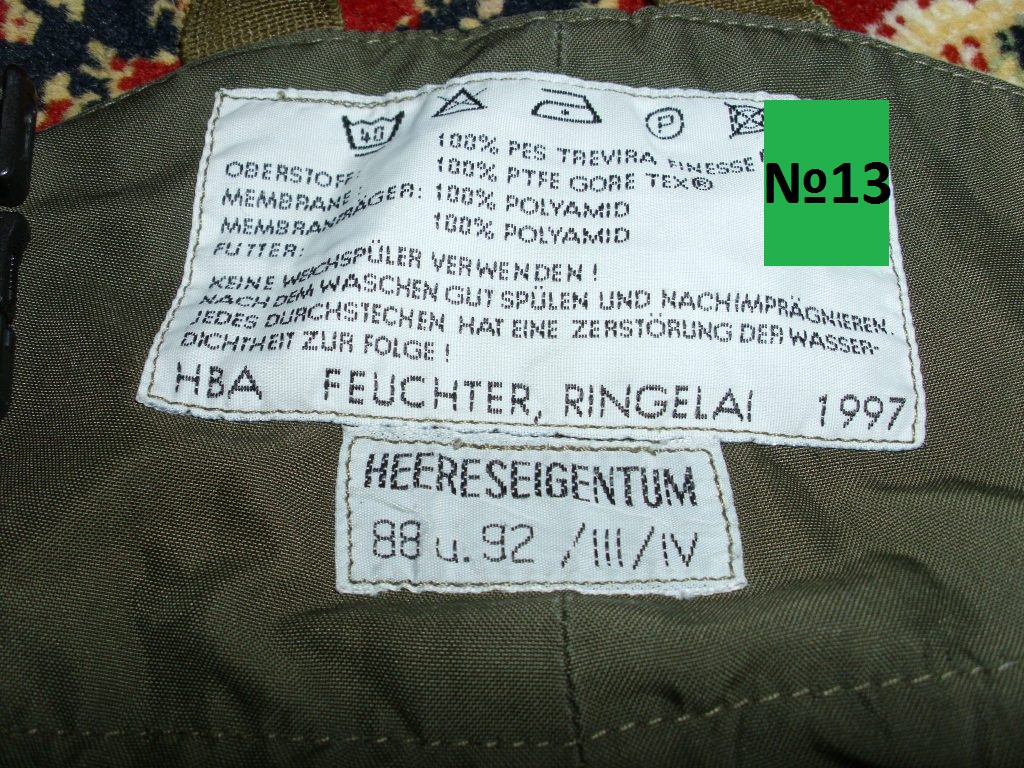 40
P
№13
OBERSTOFF: 100% PES TREVIRA FINESSE
MEMBRANE: 100% PTFE GORE TEX®
MEMBRANTRÄGER: 100% POLYAMID
FUTTER: 100% POLYAMID
KEINE WEICHSPÜLER VERWENDEN!
NACH DEM WASCHEN GUT SPÜLEN UND NACHIMPRÄGNIEREN.
JEDES DURCHSTECHEN HAT EINE ZERSTÖRUNG DER WASSER-
DICHTHEIT ZUR FOLGE!
HBA FEUCHTER, RINGELAI 1997
HEERESEIGENTUM
88 u. 92 /III/IV